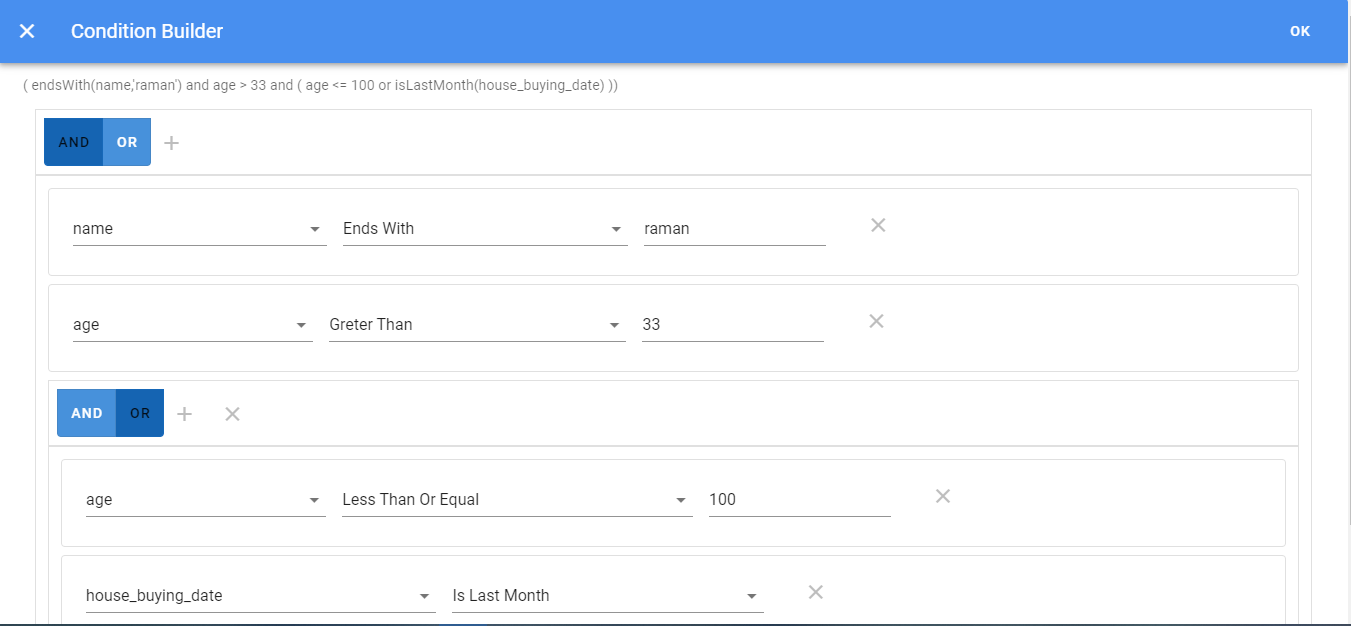 Condition Builder
OK
( endsWith(name,'raman') and age > 33 and ( age <= 100 or isLastMonth(house_buying_date) ))
AND OR
name Ends With raman
age Greter Than 33
AND OR
age Less Than Or Equal 100
house_buying_date Is Last Month